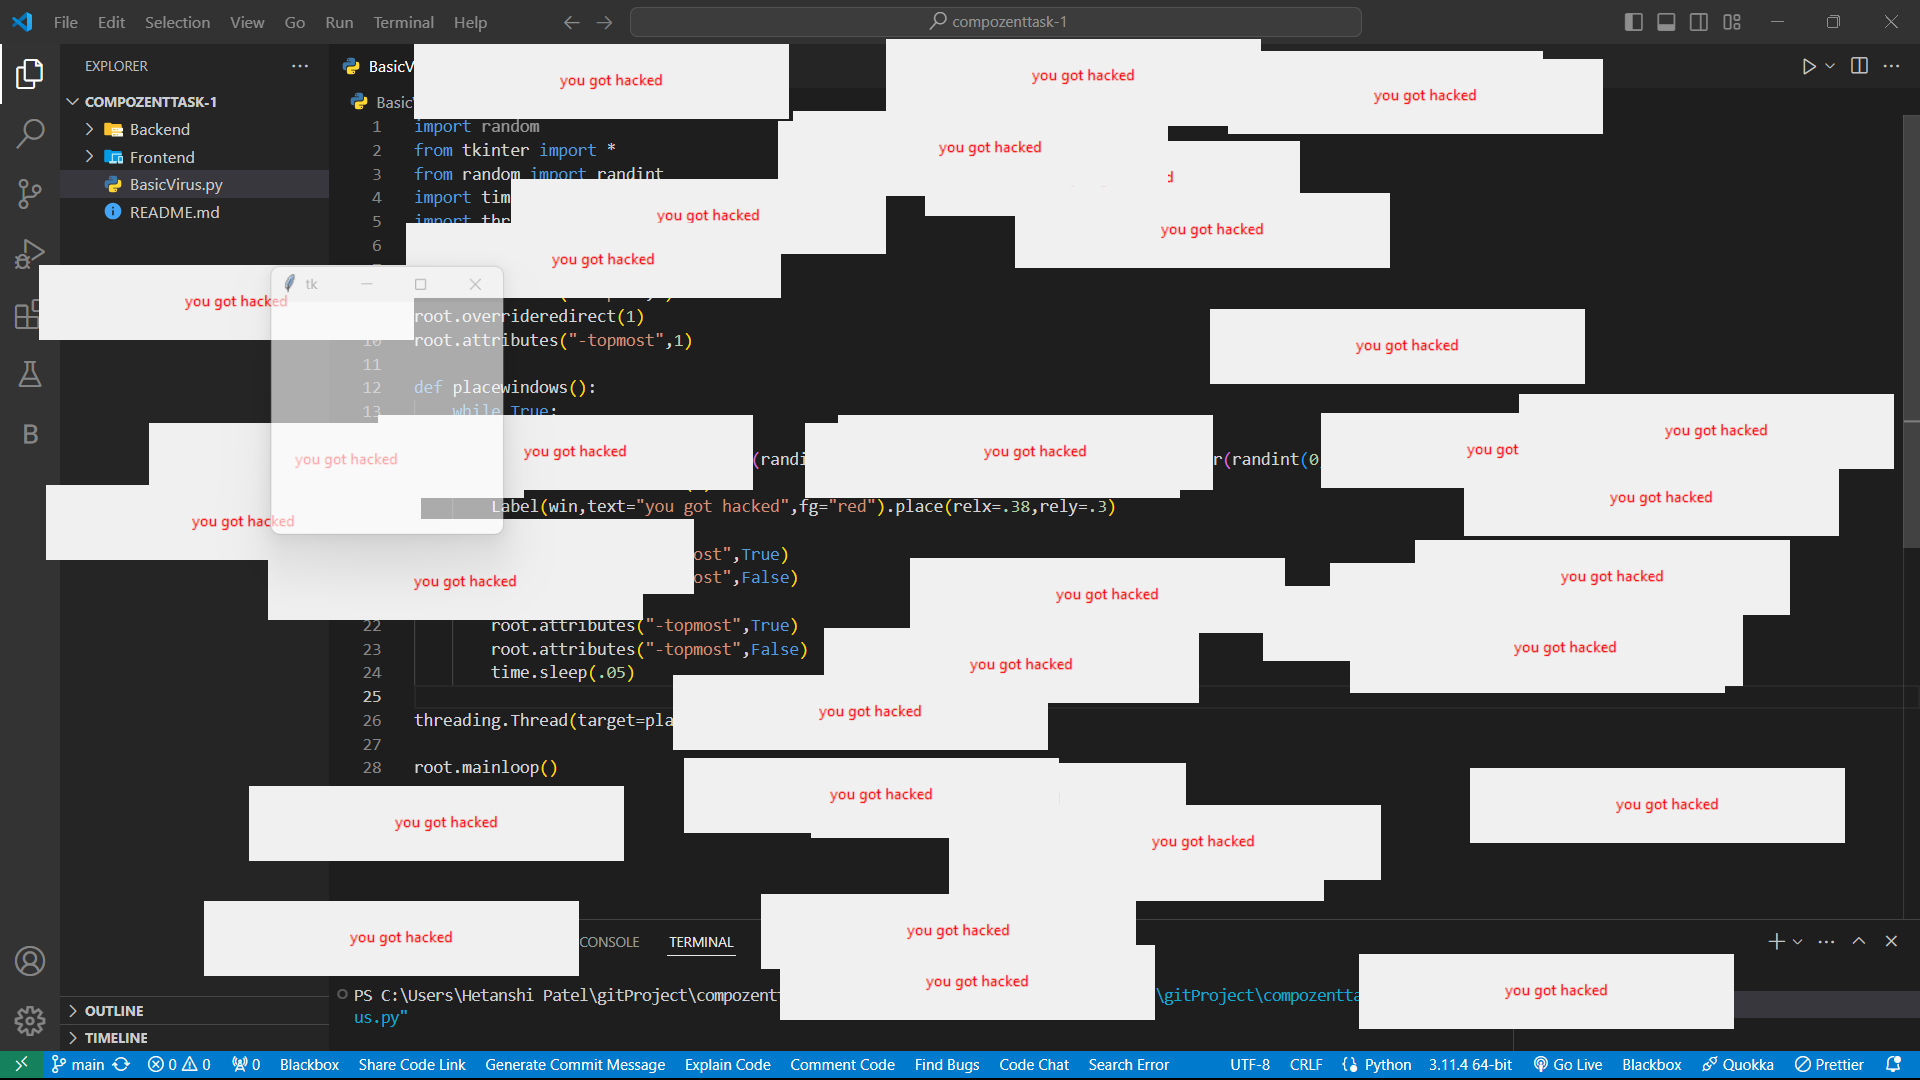 File Edit Selection View Go Run Terminal Help
compozenttask-1
EXPLORER
COMPOZENTTASK-1
Backend
Frontend
BasicVirus.py
README.md
BasicV
you got hacked
you got hacked
you got hacked
Basic
1 import random
2 from tkinter import *
you got hacked
3 from random import randint
d
4 import tim
you got hacked
5 import thr
you got hacked
6
you got hacked
tk
you got hacked
root.overrideredirect(1)
10 root.attributes("-topmost",1)
you got hacked
11
12 def placewindows():
13 while True:
you got hacked
you got hacked
you got hacked
you got
you got hacked
(randi
r(randint(0
you got hacked
Label(win,text="you got hacked",fg="red").place(relx=.38,rely=.3)
you got hacked
you got hacked
ost",True)
ost",False)
you got hacked
you got hacked
you got hacked
22 root.attributes("-topmost",True)
23 root.attributes("-topmost",False)
you got hacked
24 time.sleep(.05)
you got hacked
25
you got hacked
26 threading.Thread(target=pla
27
28 root.mainloop()
you got hacked
you got hacked
you got hacked
you got hacked
you got hacked
you got hacked
CONSOLE TERMINAL
you got hacked
you got hacked
PS C:\Users\Hetanshi Patel\gitProject\compozent
\gitProject\compozentta
us.py"
OUTLINE
TIMELINE
main 0 0 0 Blackbox Share Code Link Generate Commit Message Explain Code Comment Code Find Bugs Code Chat Search Error UTF-8 CRLF Python 3.11.4 64-bit Go Live Blackbox Quokka Prettier